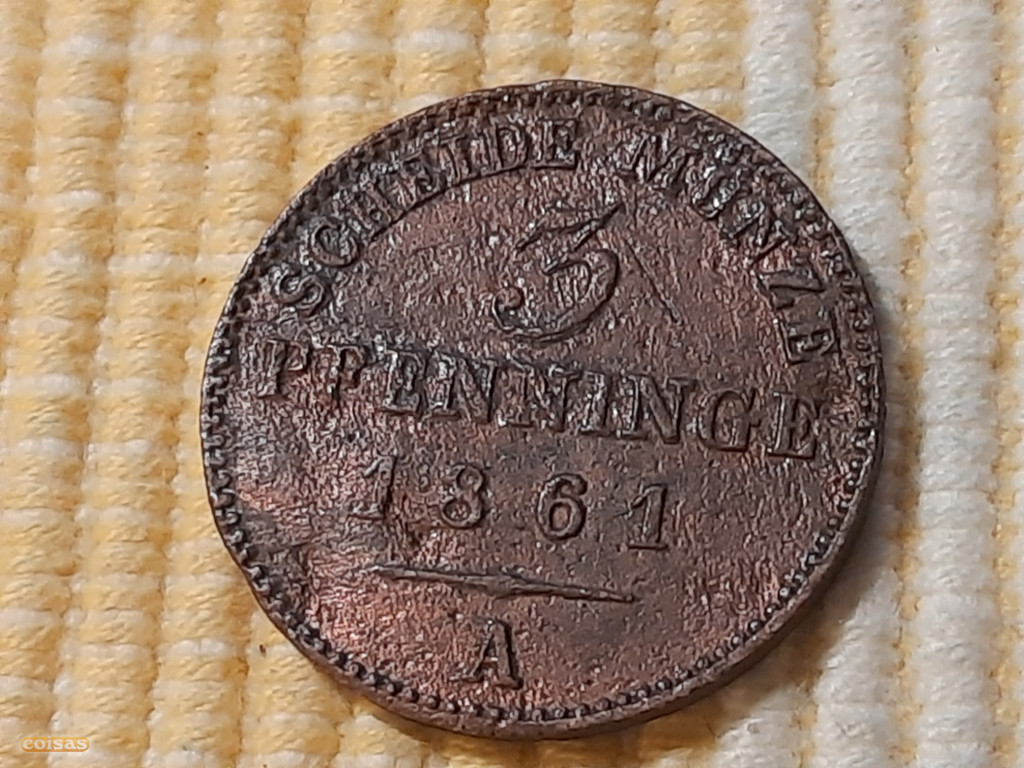 SCHEIDE MÜNZE
3
PFENNINGE
1861
A
coisas